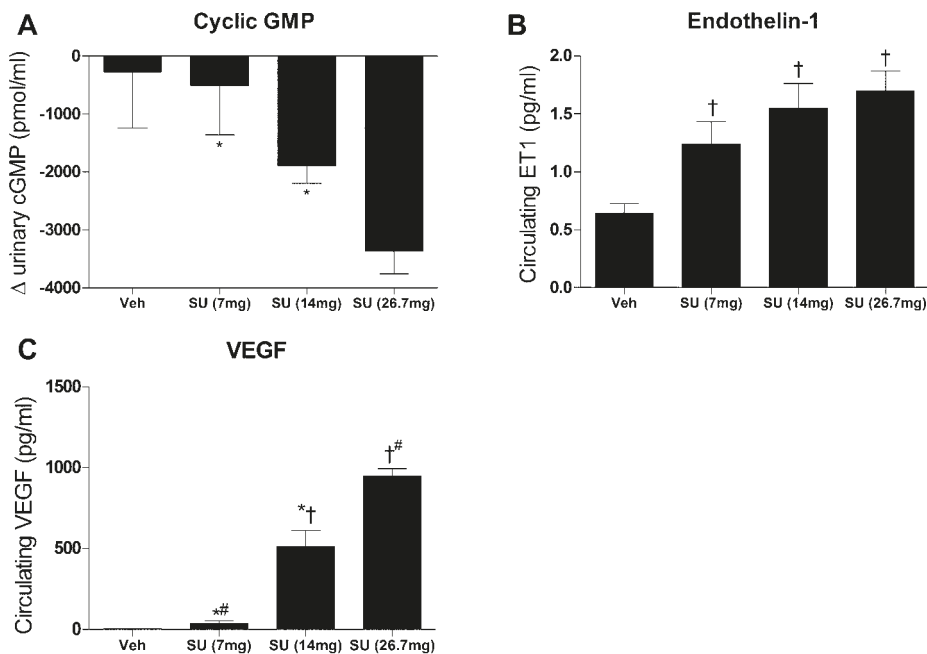 A
Cyclic GMP
Δ urinary cGMP (pmol/ml)
0
-1000
-2000
-3000
-4000
*
*
Veh
SU (7mg)
SU (14mg)
SU (26.7mg)
B
Endothelin-1
Circulating ET1 (pg/ml)
2.0
1.5
1.0
0.5
0.0
†
†
†
Veh
SU (7mg)
SU (14mg)
SU (26.7mg)
C
VEGF
Circulating VEGF (pg/ml)
1500
1000
500
0
*#
*†
†#
Veh
SU (7mg)
SU (14mg)
SU (26.7mg)